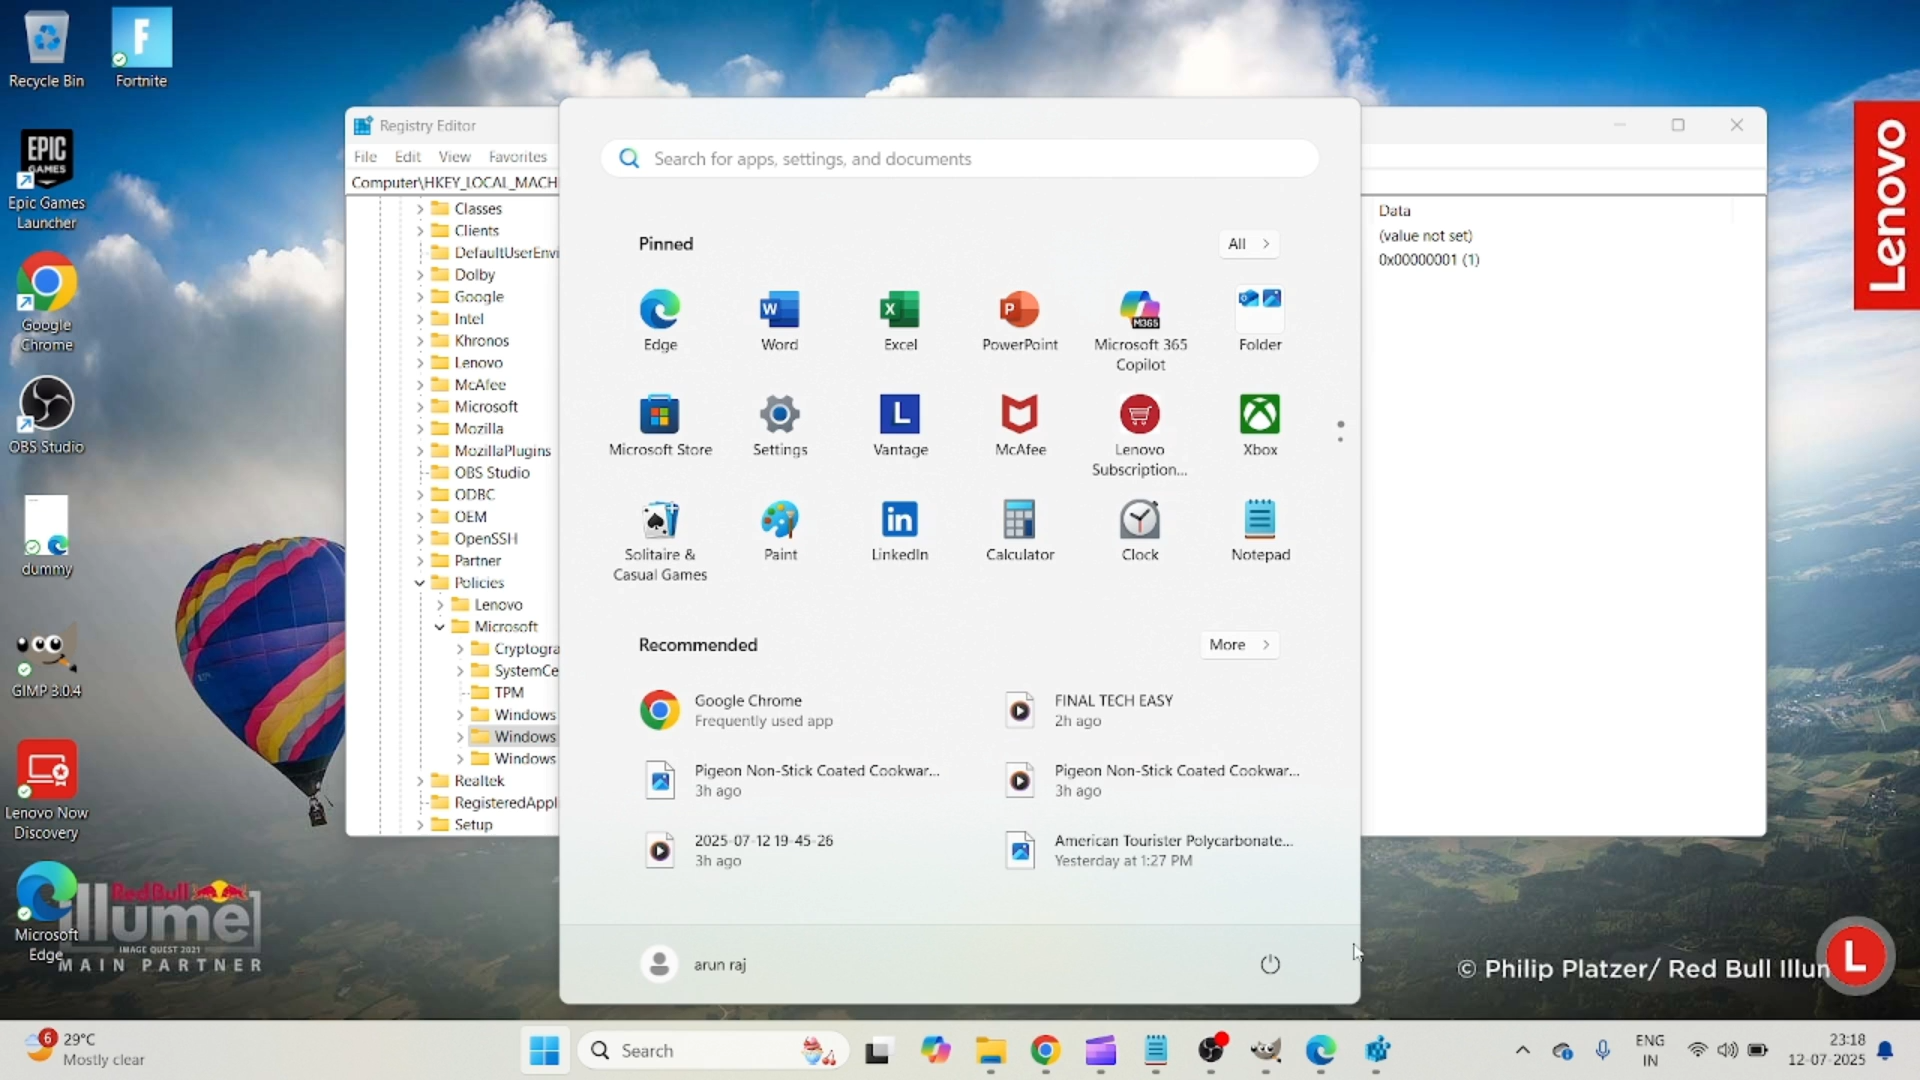 Recycle Bin
Fortnite
EPIC
GAMES
Epic Games
Launcher
Google
Chrome
OBS Studio
dummy
GIMP 3.0.4
Lenovo Now
Discovery
Microsoft
Edge
RedBull
illume
IMAGE QUEST 2021
MAIN PARTNER
Registry Editor
File Edit View Favorites
Computer\HKEY_LOCAL_MACH
Classes
Clients
DefaultUserEnvi
Dolby
Google
Intel
Khronos
Lenovo
McAfee
Microsoft
Mozilla
MozillaPlugins
OBS Studio
ODBC
OEM
OpenSSH
Partner
Policies
Lenovo
Microsoft
Cryptogra
SystemCe
TPM
Windows
Windows
Windows
Realtek
RegisteredAppl
Setup
Data
(value not set)
0x00000001 (1)
Search for apps, settings, and documents
Pinned
All
Edge
Word
Excel
PowerPoint
M365
Microsoft 365
Copilot
Folder
Microsoft Store
Settings
Vantage
McAfee
Lenovo
Subscription...
Xbox
Solitaire &
Casual Games
Paint
LinkedIn
Calculator
Clock
Notepad
Recommended
More
Google Chrome
Frequently used app
FINAL TECH EASY
2h ago
Pigeon Non-Stick Coated Cookwar...
3h ago
Pigeon Non-Stick Coated Cookwar...
3h ago
2025-07-12 19-45-26
3h ago
American Tourister Polycarbonate...
Yesterday at 1:27 PM
arun raj
Lenovo
© Philip Platzer/ Red Bull Illum
L
6
29°C
Mostly clear
Search
ENG
IN
23:18
12-07-2025